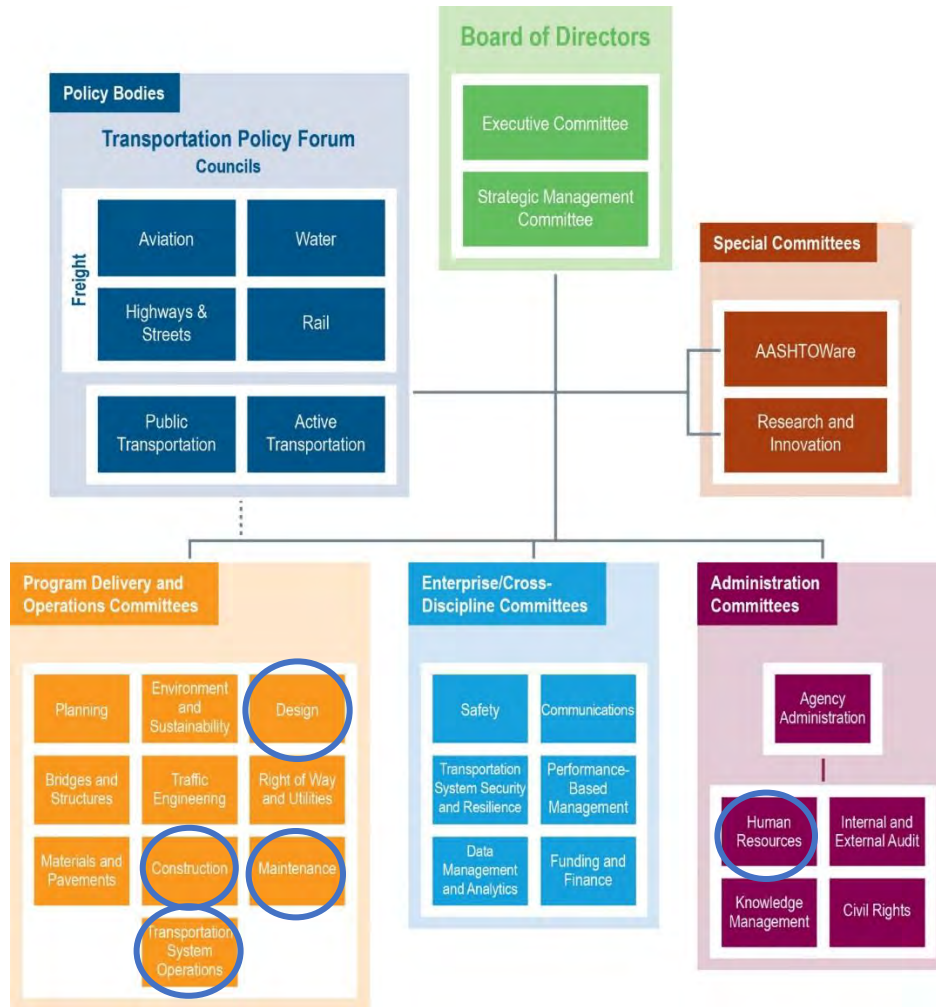 Board of Directors
Executive Committee
Strategic Management
Committee
Policy Bodies
Transportation Policy Forum
Councils
Freight
Aviation
Water
Highways &
Streets
Rail
Public
Transportation
Active
Transportation
Special Committees
AASHTOWare
Research and
Innovation
Program Delivery and
Operations Committees
Planning
Environment
and
Sustainability
Design
Bridges and
Structures
Traffic
Engineering
Right of Way
and Utilities
Materials and
Pavements
Construction
Maintenance
Transportation
System
Operations
Enterprise/Cross-
Discipline Committees
Safety
Communications
Transportation
System Security
and Resilience
Performance-
Based
Management
Data
Management
and Analytics
Funding and
Finance
Administration
Committees
Agency
Administration
Human
Resources
Internal and
External Audit
Knowledge
Management
Civil Rights